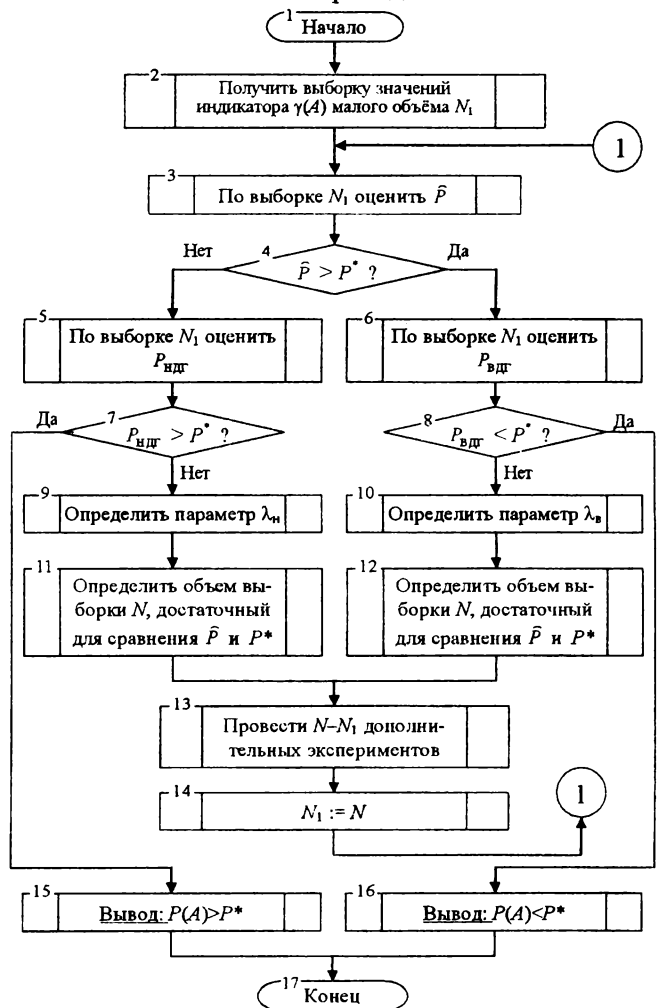 1
Начало
2
Получить выборку значений
индикатора γ(A) малого объёма N₁
1
3
По выборке N₁ оценить P̂
Нет
4
Да
P̂ > P* ?
5
По выборке N₁ оценить
Pндг
6
По выборке N₁ оценить
Pвдг
Да
7
Pндг > P* ?
8
Pвдг < P* ?
Да
Нет
Нет
9
Определить параметр λн
10
Определить параметр λв
11
Определить объем вы-
борки N, достаточный
для сравнения P̂ и P*
12
Определить объем вы-
борки N, достаточный
для сравнения P̂ и P*
13
Провести N–N₁ дополни-
тельных экспериментов
14
N₁ := N
1
15
Вывод: P(A)>P*
16
Вывод: P(A)<P*
17
Конец